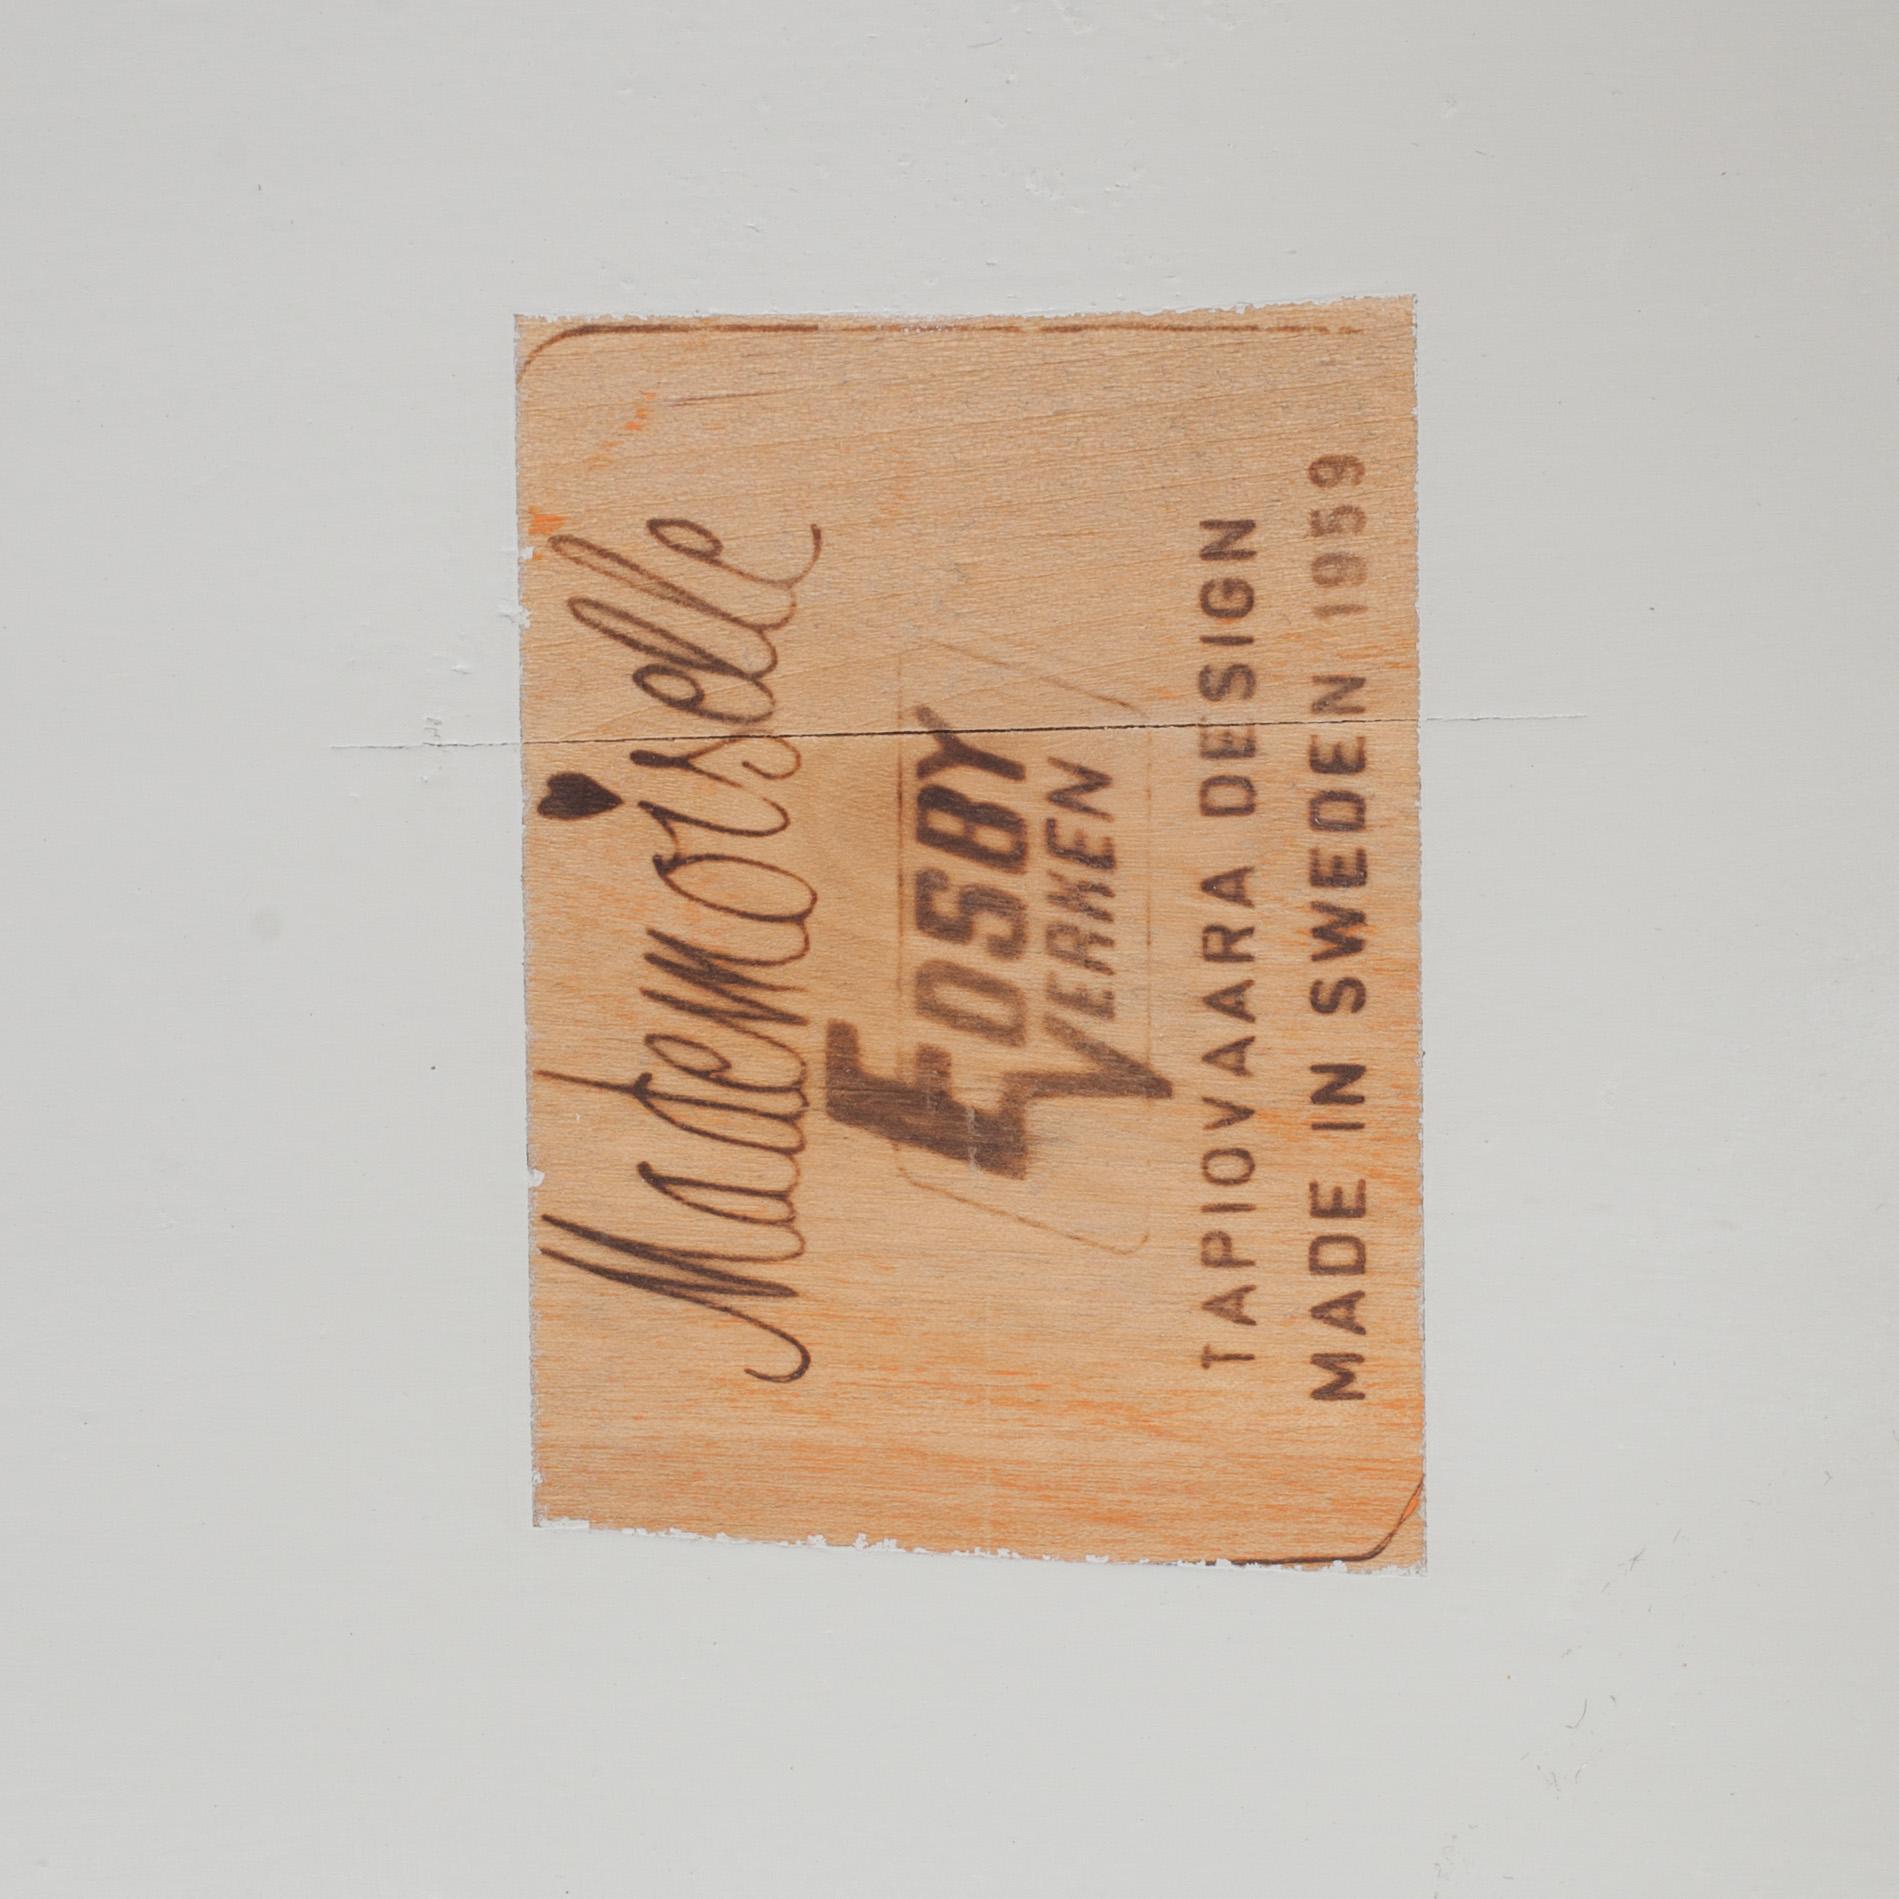 Mademoiselle
EDSBY
VERKEN
TAPIOVAARA DESIGN
MADE IN SWEDEN 1959